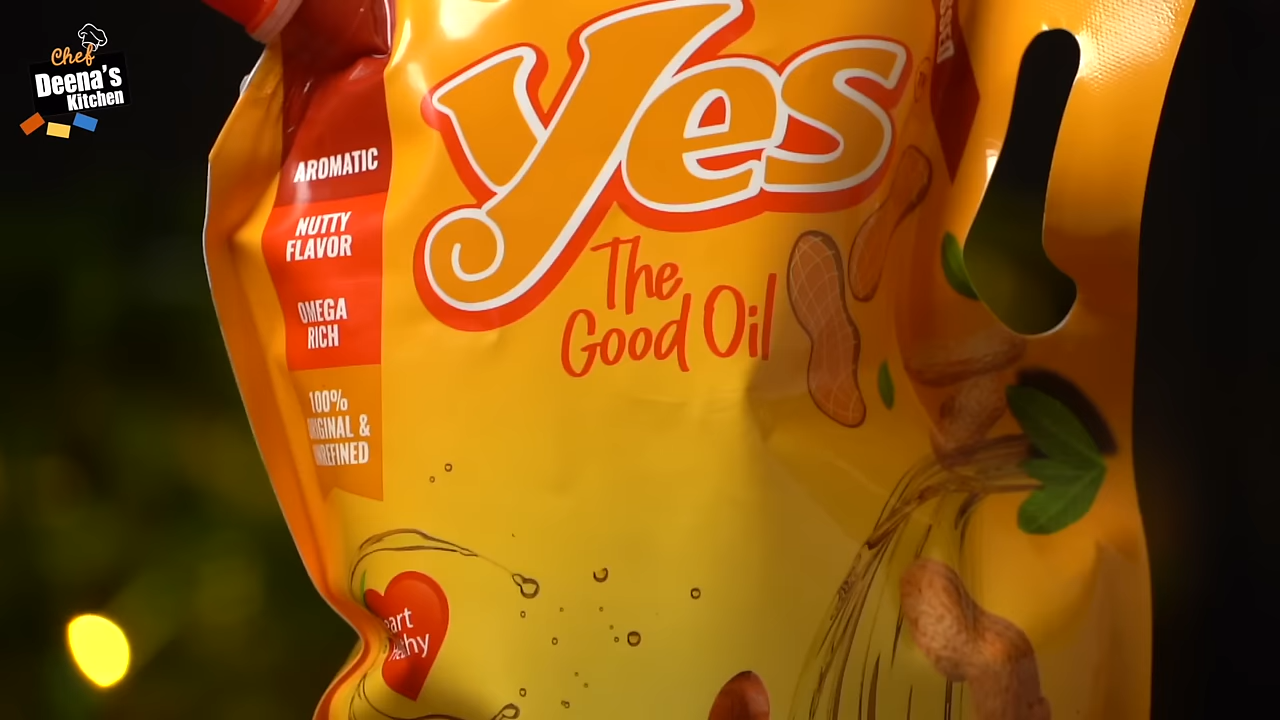 Chef
Deena's
Kitchen
Yes
The
Good Oil
AROMATIC
NUTTY
FLAVOR
OMEGA
RICH
100%
&